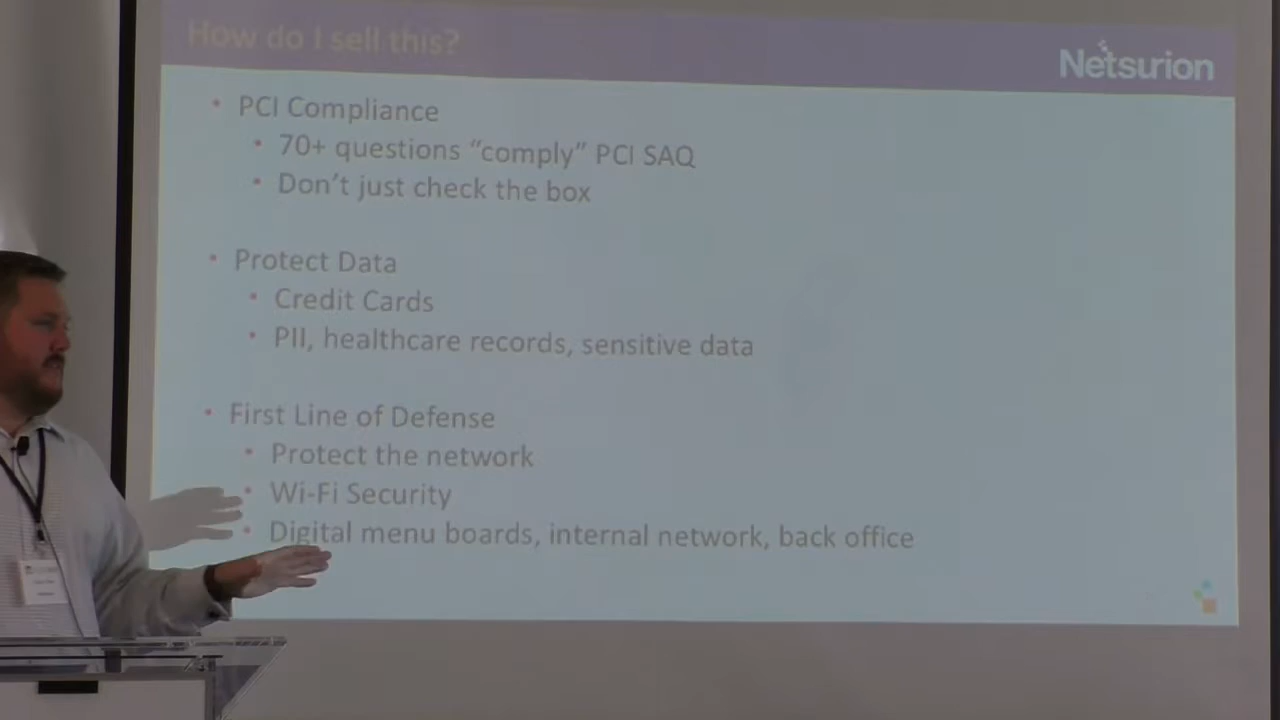 How do I sell this?
Netsurion
• PCI Compliance
• 70+ questions “comply” PCI SAQ
• Don’t just check the box
• Protect Data
• Credit Cards
• PII, healthcare records, sensitive data
• First Line of Defense
• Protect the network
• Wi-Fi Security
• Digital menu boards, internal network, back office